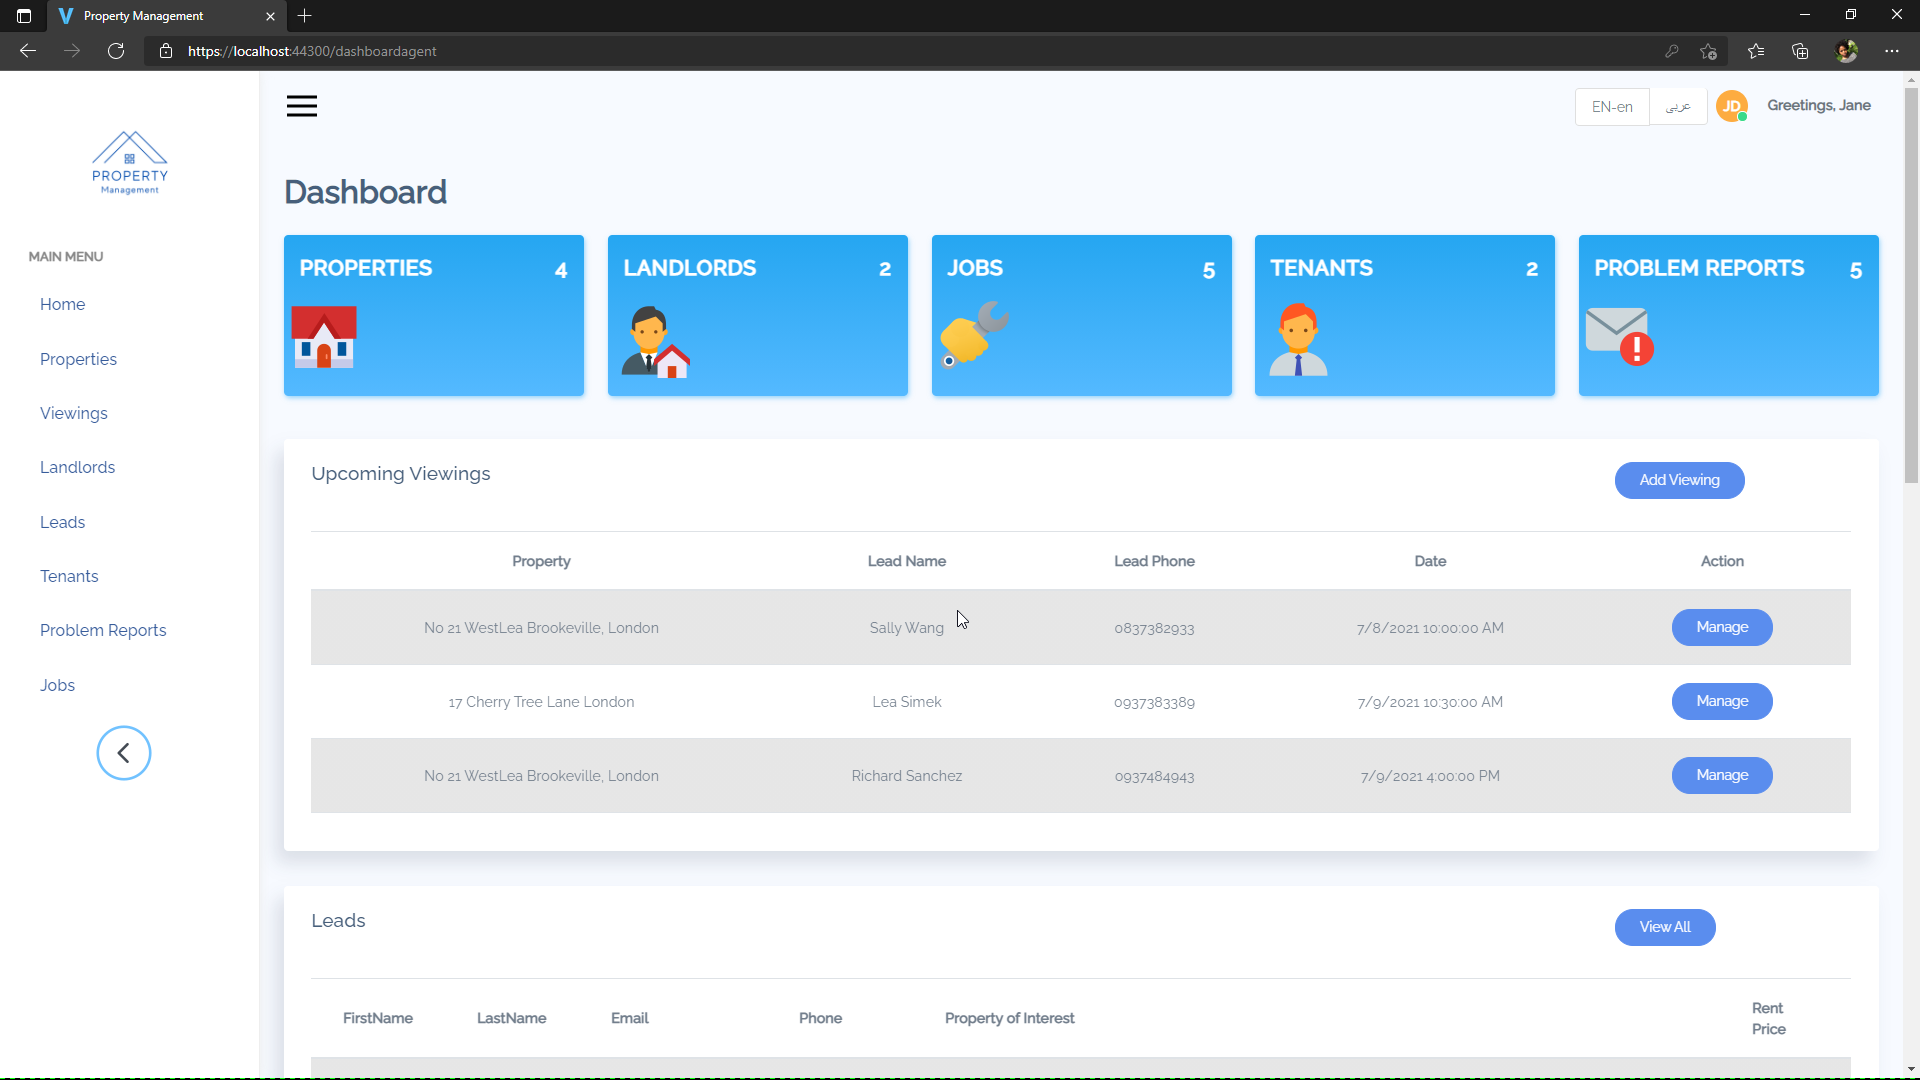 Property Management
https://localhost:44300/dashboardagent
EN-en
عربى
JD
Greetings, Jane
PROPERTY
Management
MAIN MENU
Home
Properties
Viewings
Landlords
Leads
Tenants
Problem Reports
Jobs
Dashboard
PROPERTIES 4
LANDLORDS 2
JOBS 5
TENANTS 2
PROBLEM REPORTS 5
Upcoming Viewings
Add Viewing
Property Lead Name Lead Phone Date Action
No 21 WestLea Brookeville, London Sally Wang 0837382933 7/8/2021 10:00:00 AM Manage
17 Cherry Tree Lane London Lea Simek 0937383389 7/9/2021 10:30:00 AM Manage
No 21 WestLea Brookeville, London Richard Sanchez 0937484943 7/9/2021 4:00:00 PM Manage
Leads
View All
FirstName LastName Email Phone Property of Interest Rent
Price